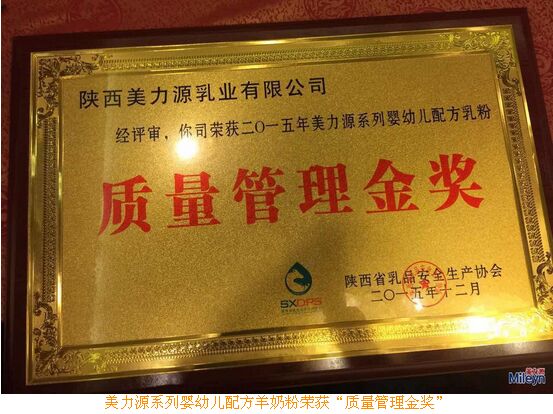 陕西美力源乳业有限公司
经评审,你司荣获二〇一五年美力源系列婴幼儿配方乳粉
质量管理金奖
SXDPS
陕西省乳品安全生产协会
二〇一五年十二月
美力源
Mileyn
美力源系列婴幼儿配方羊奶粉荣获“质量管理金奖”